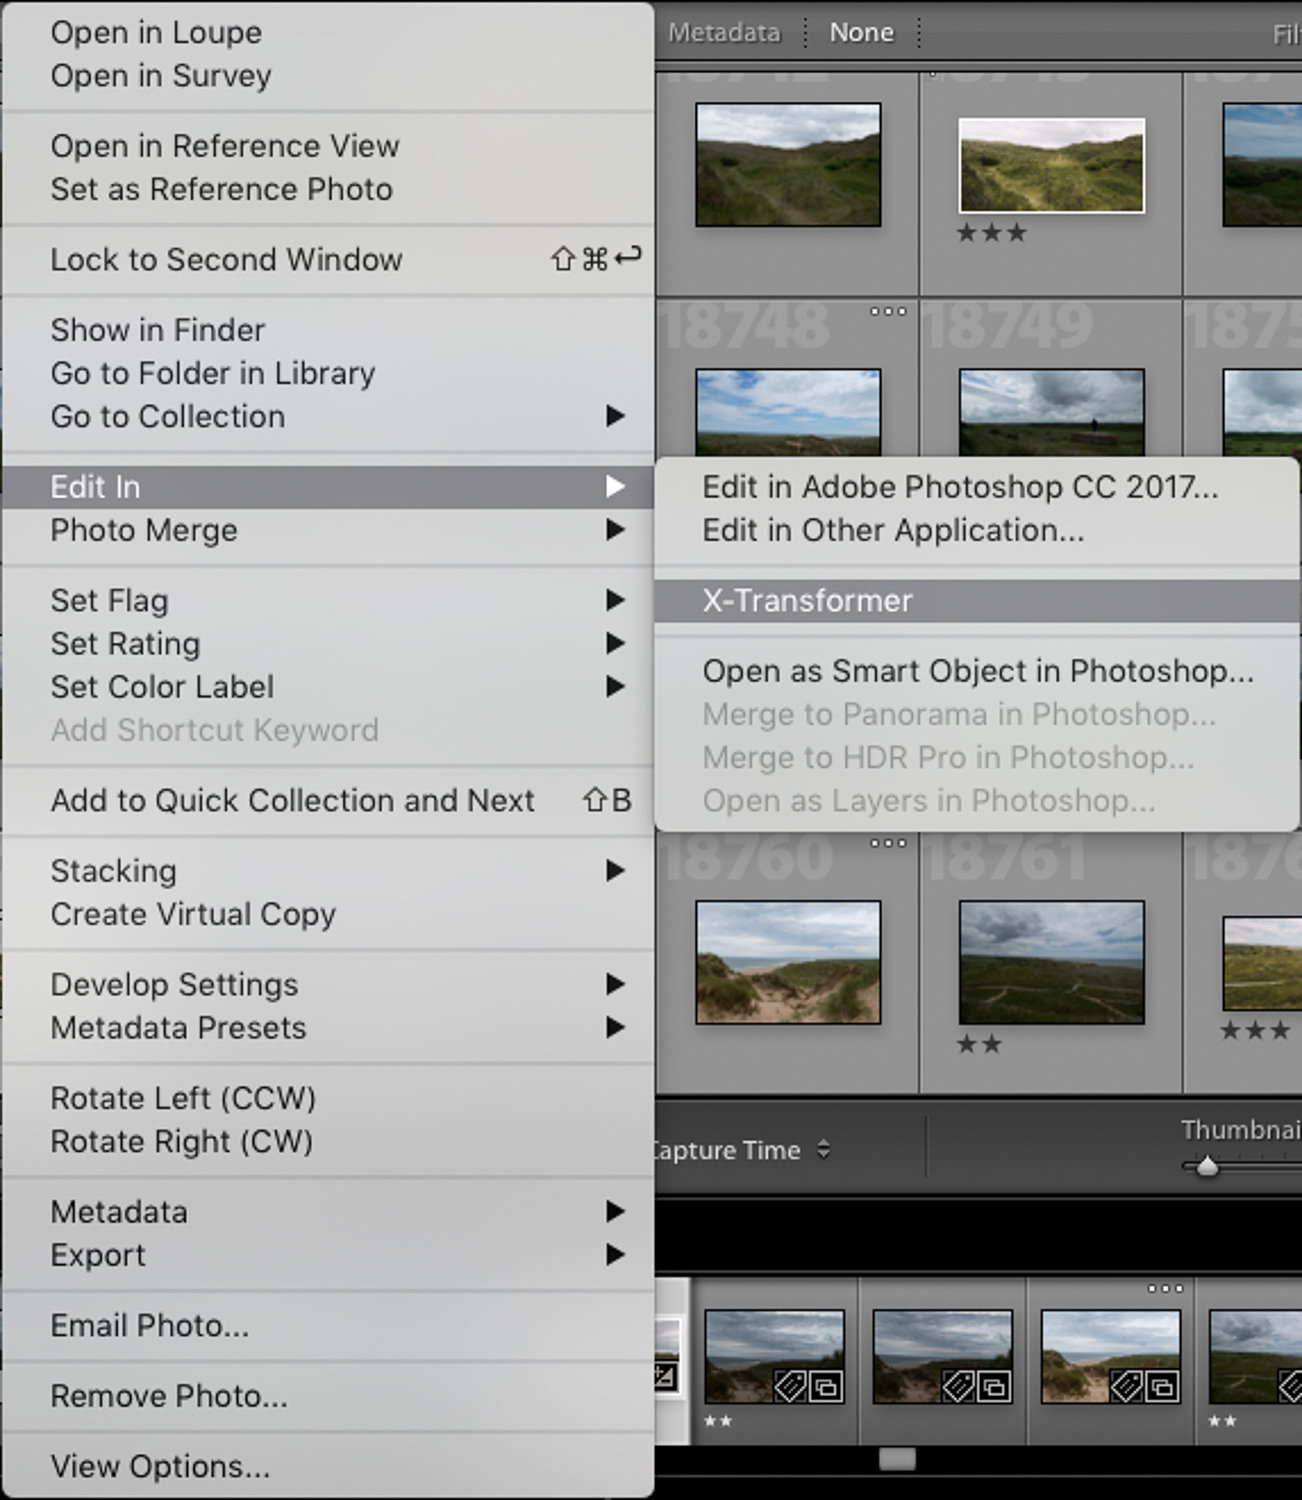 Open in Loupe
Open in Survey
Open in Reference View
Set as Reference Photo
Lock to Second Window ⇧⌘↩
Show in Finder
Go to Folder in Library
Go to Collection
Edit In
Photo Merge
Set Flag
Set Rating
Set Color Label
Add Shortcut Keyword
Add to Quick Collection and Next ⇧B
Stacking
Create Virtual Copy
Develop Settings
Metadata Presets
Rotate Left (CCW)
Rotate Right (CW)
Metadata
Export
Email Photo...
Remove Photo...
View Options...
Edit in Adobe Photoshop CC 2017...
Edit in Other Application...
X-Transformer
Open as Smart Object in Photoshop...
Merge to Panorama in Photoshop...
Merge to HDR Pro in Photoshop...
Open as Layers in Photoshop...
Metadata None
18748 18749
18760 18761
Capture Time